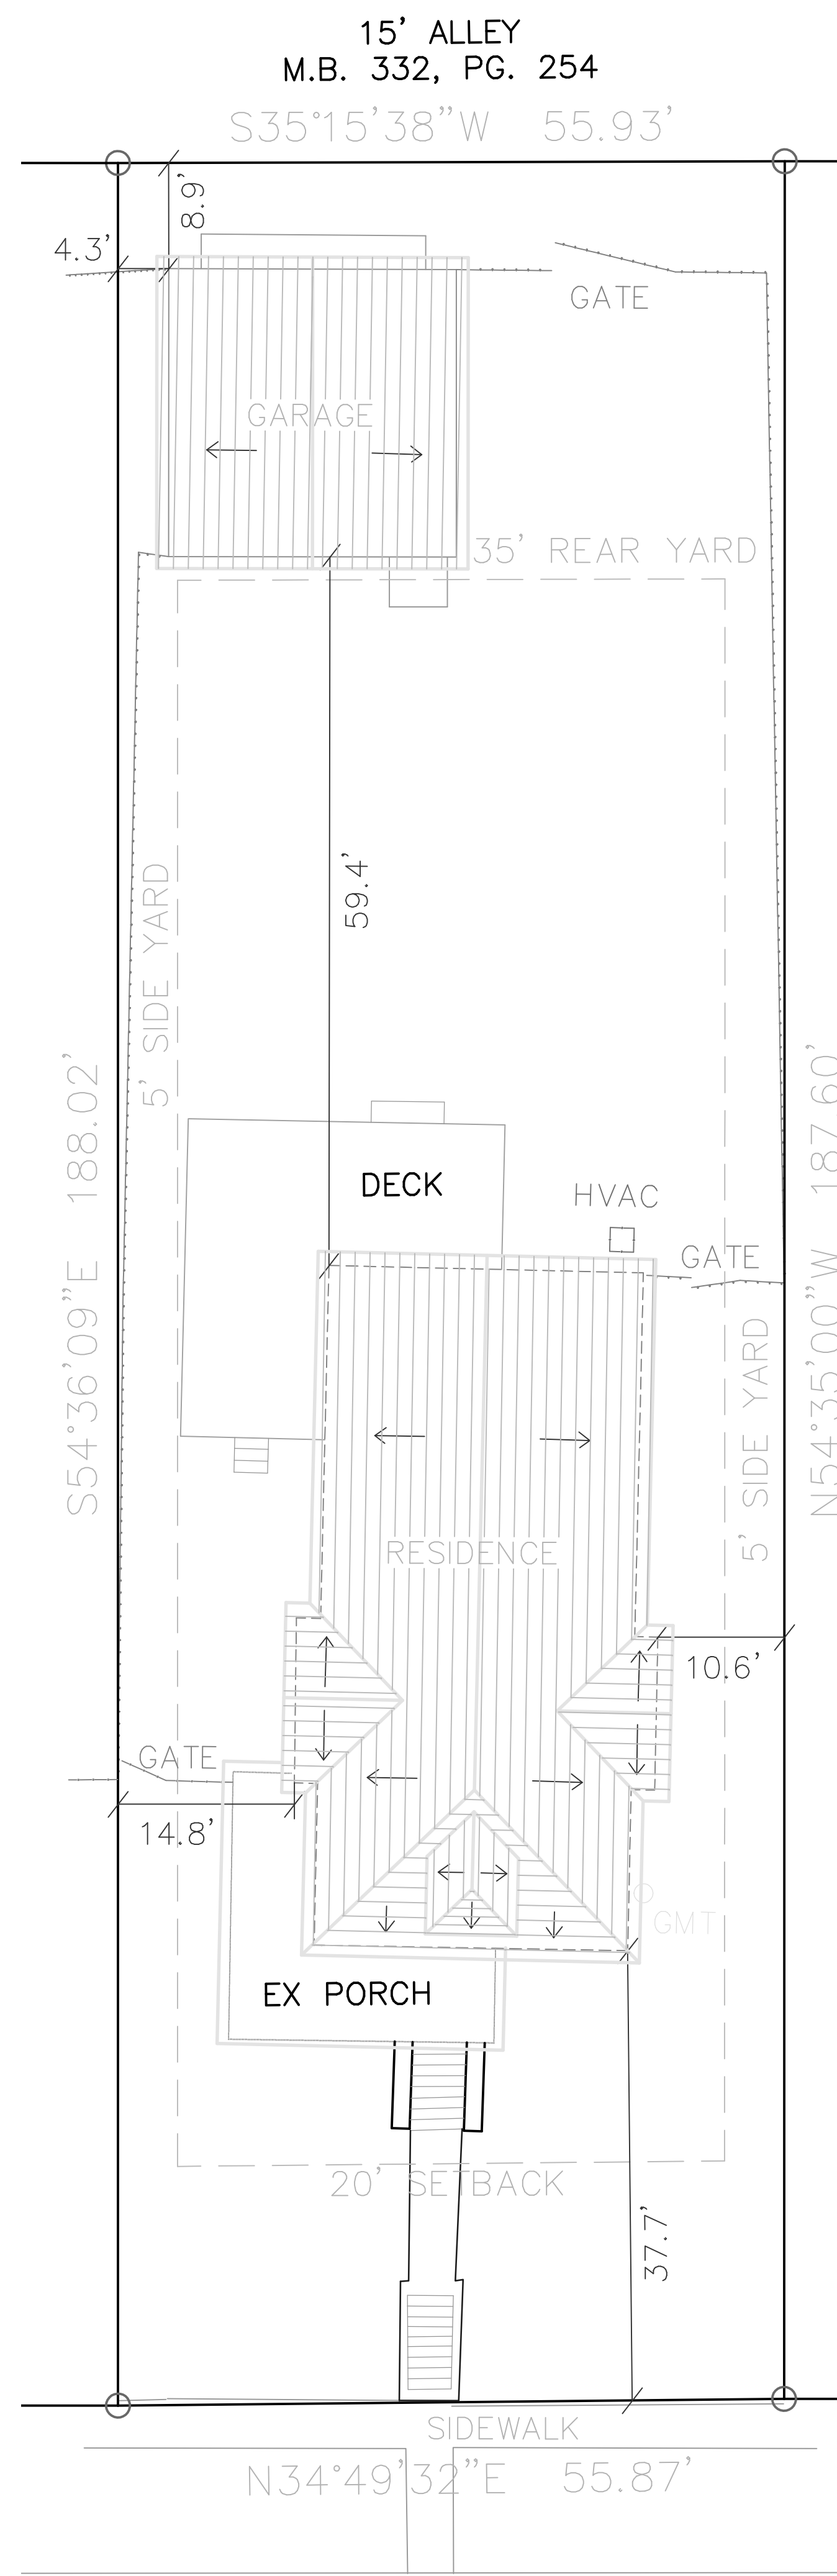 15' ALLEY
M.B. 332, PG. 254
S35°15'38"W 55.93'
8.9'
4.3'
GATE
GARAGE
35' REAR YARD
59.4'
5' SIDE YARD
S54°36'09"E 188.02'
N54°35'00"W 187.60'
DECK
HVAC
GATE
5' SIDE YARD
RESIDENCE
10.6'
GATE
14.8'
GMT
EX PORCH
20' SETBACK
37.7'
SIDEWALK
N34°49'32"E 55.87'